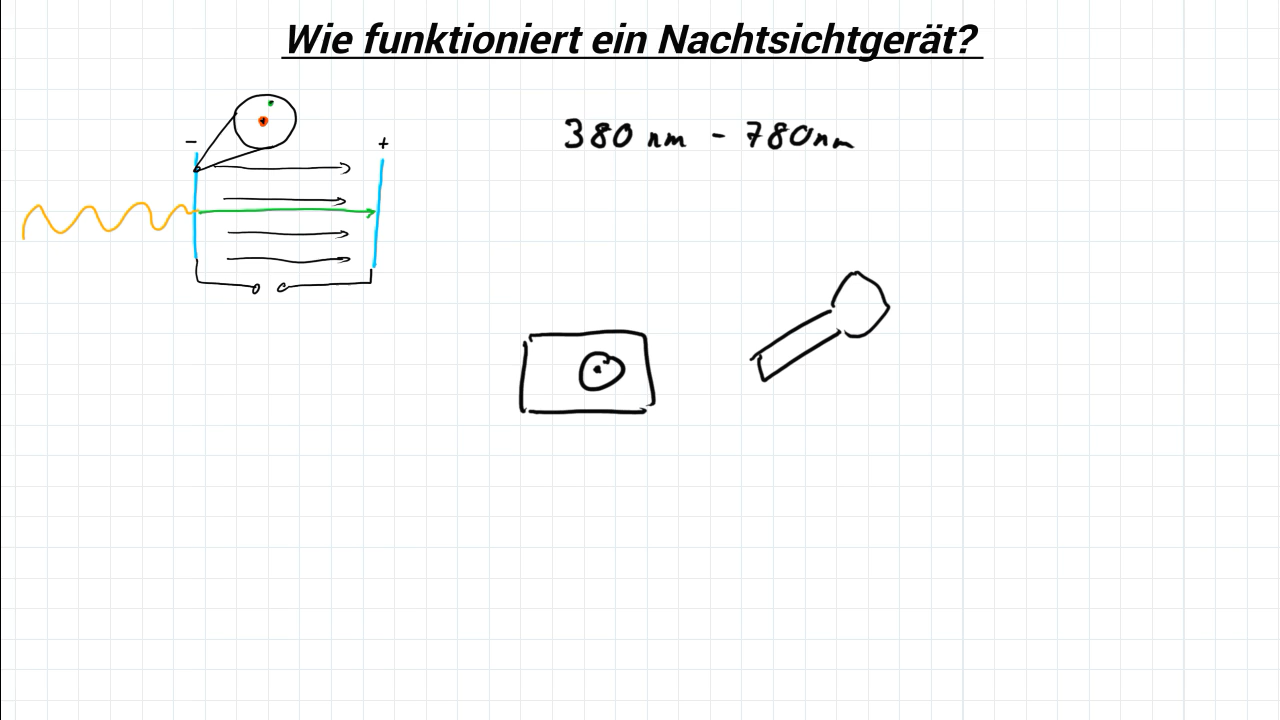 Wie funktioniert ein Nachtsichtgerät?
380 nm - 780nm
- +